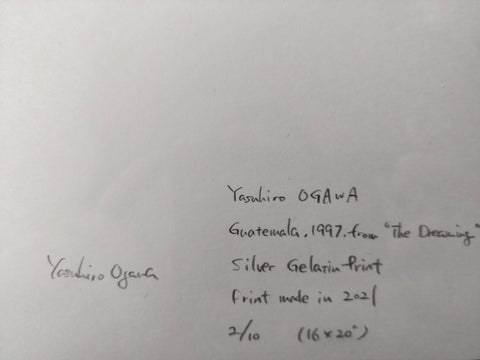 Yasuhiro OGAWA
Guatemala, 1997, from "The Dreaming"
Silver Gelatin Print
Print made in 2021
2/10 (16×20")
Yasuhiro Ogawa